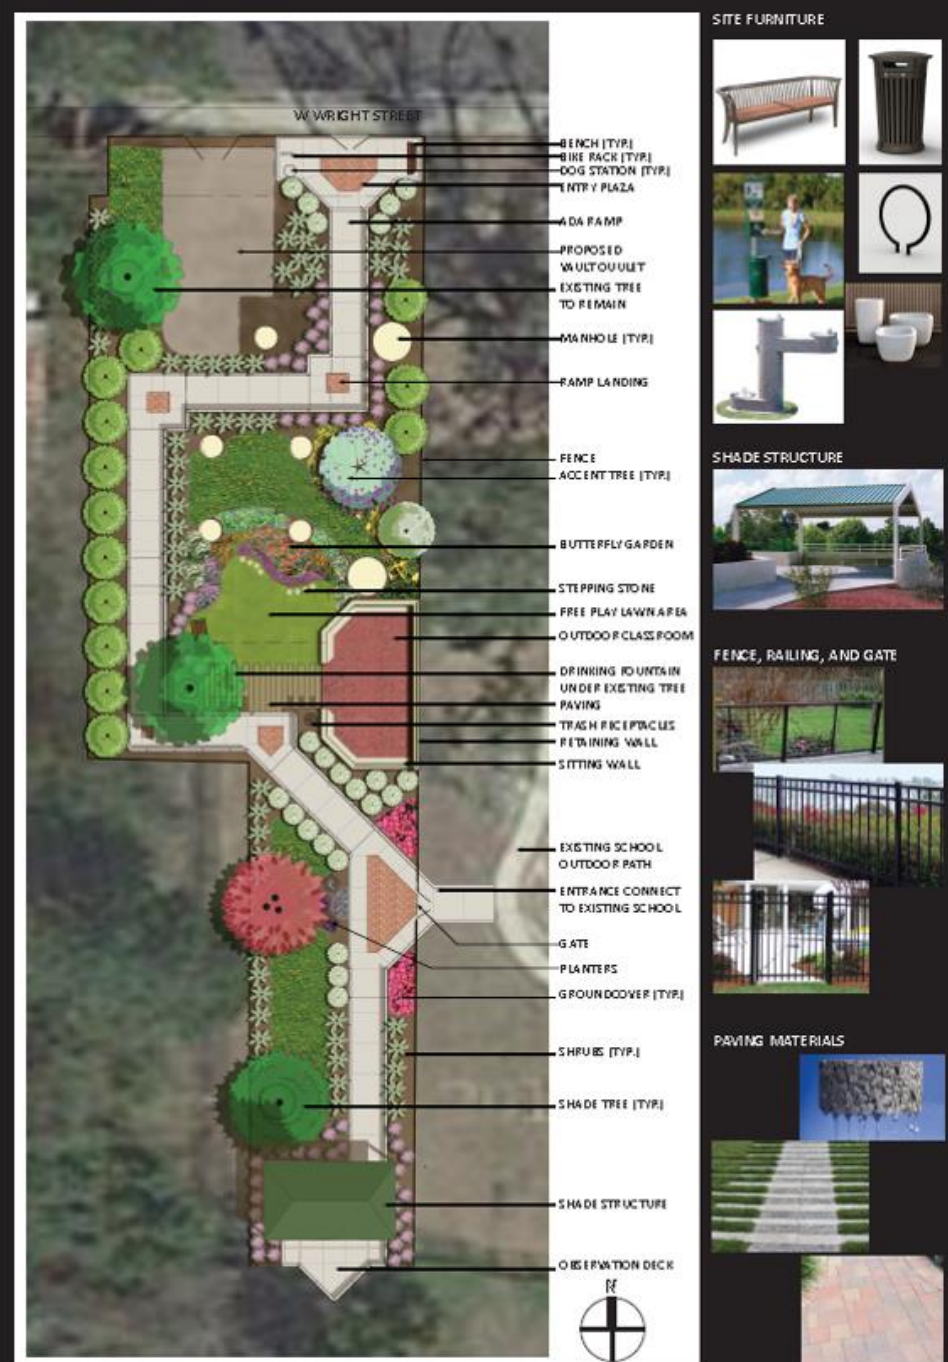 W WRIGHT STREET
BENCH (TYP.)
BIKE RACK (TYP.)
DOG STATION (TYP.)
ENTRY PLAZA
ADA RAMP
PROPOSED
VAULT OUULET
EXISTING TREE
TO REMAIN
MANHOLE (TYP.)
RAMP LANDING
FENCE
ACCENT TREE (TYP.)
BUTTERFLY GARDEN
STEPPING STONE
FREE PLAY LAWN AREA
OUTDOOR CLASSROOM
DRINKING FOUNTAIN
UNDER EXISTING TREE
PAVING
TRASH RECEPTACLES
RETAINING WALL
SITTING WALL
EXISTING SCHOOL
OUTDOOR PATH
ENTRANCE CONNECT
TO EXISTING SCHOOL
GATE
PLANTERS
GROUNDCOVER (TYP.)
SHRUBS (TYP.)
SHADE TREE (TYP.)
SHADE STRUCTURE
OBSERVATION DECK
N
SITE FURNITURE
SHADE STRUCTURE
FENCE, RAILING, AND GATE
PAVING MATERIALS